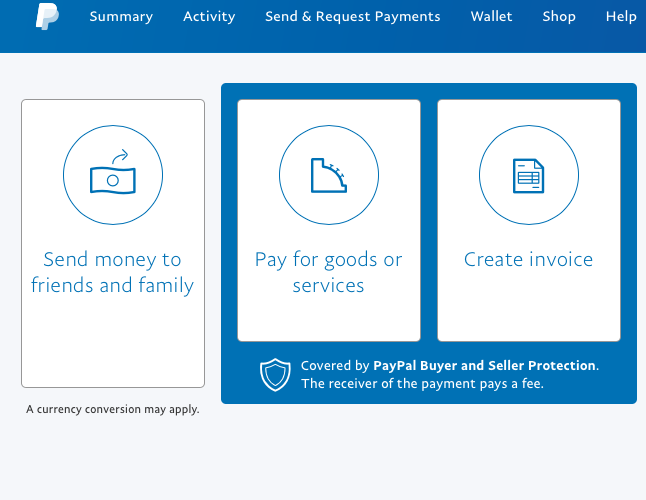 Summary Activity Send & Request Payments Wallet Shop Help
Send money to
friends and family
A currency conversion may apply.
Pay for goods or
services
Create invoice
Covered by PayPal Buyer and Seller Protection.
The receiver of the payment pays a fee.